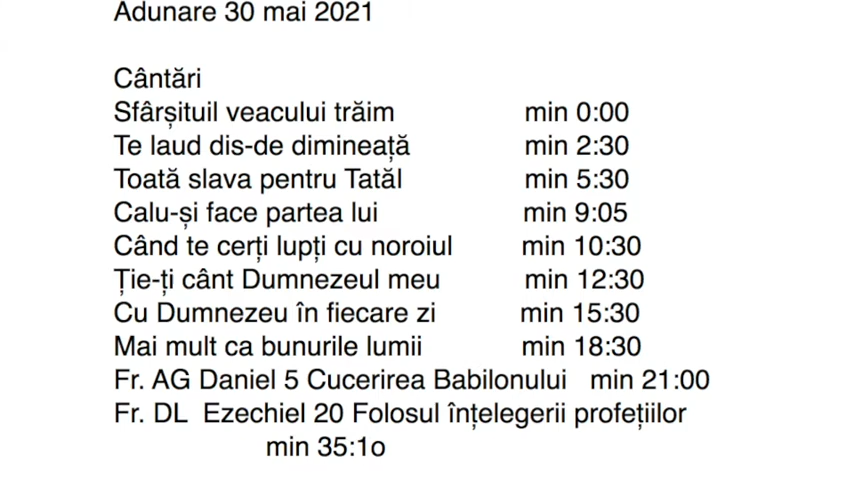 Adunare 30 mai 2021
Cântări
Sfârșituil veacului trăim min 0:00
Te laud dis-de dimineață min 2:30
Toată slava pentru Tatăl min 5:30
Calu-și face partea lui min 9:05
Când te cerți lupți cu noroiul min 10:30
Ție-ți cânt Dumnezeul meu min 12:30
Cu Dumnezeu în fiecare zi min 15:30
Mai mult ca bunurile lumii min 18:30
Fr. AG Daniel 5 Cucerirea Babilonului min 21:00
Fr. DL Ezechiel 20 Folosul înțelegerii profețiilor
min 35:1o